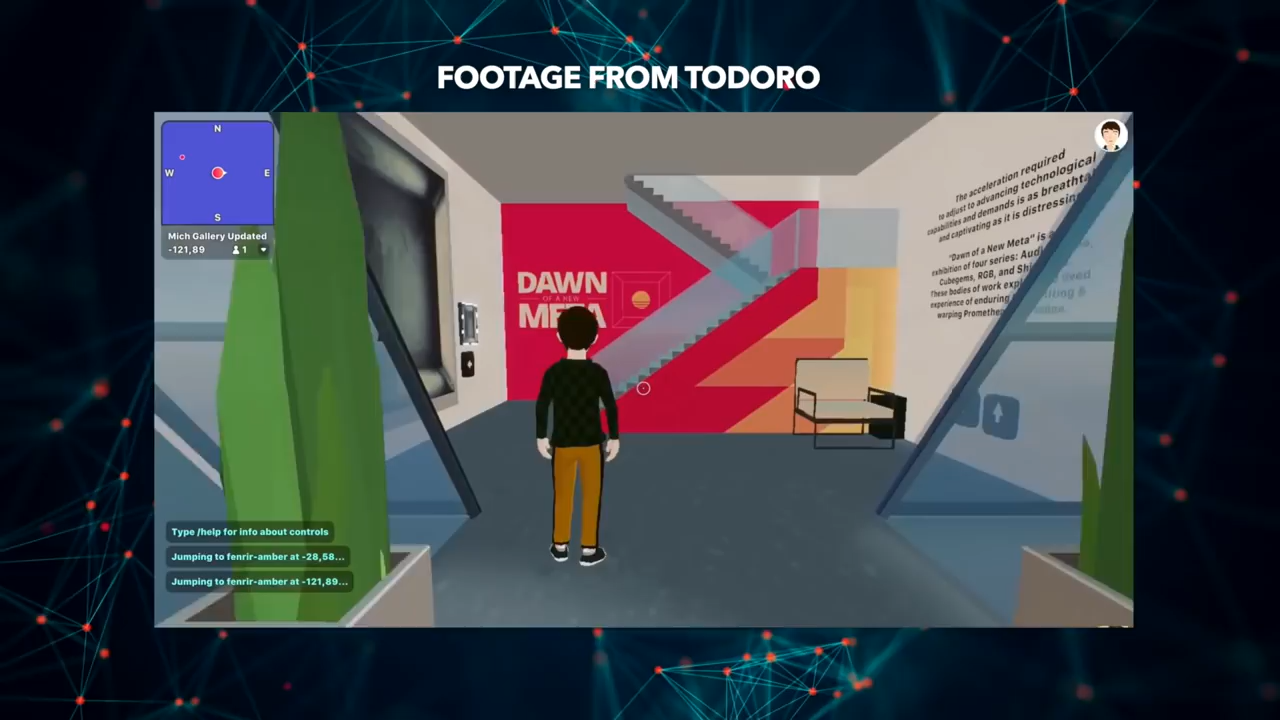 FOOTAGE FROM TODORO
N
W
E
S
Mich Gallery Updated
-121,89
1
DAWN
OF A NEW
META
The acceleration required
to adjust to advancing technological
capabilities and demands is as
and captivating as it is distressing
"Dawn of a New Meta" is
exhibition of four series:
Cubegems, RGB, and
These bodies of work
experience of enduring
warping
Type /help for info about controls
Jumping to fenrir-amber at -28,58...
Jumping to fenrir-amber at -121,89...